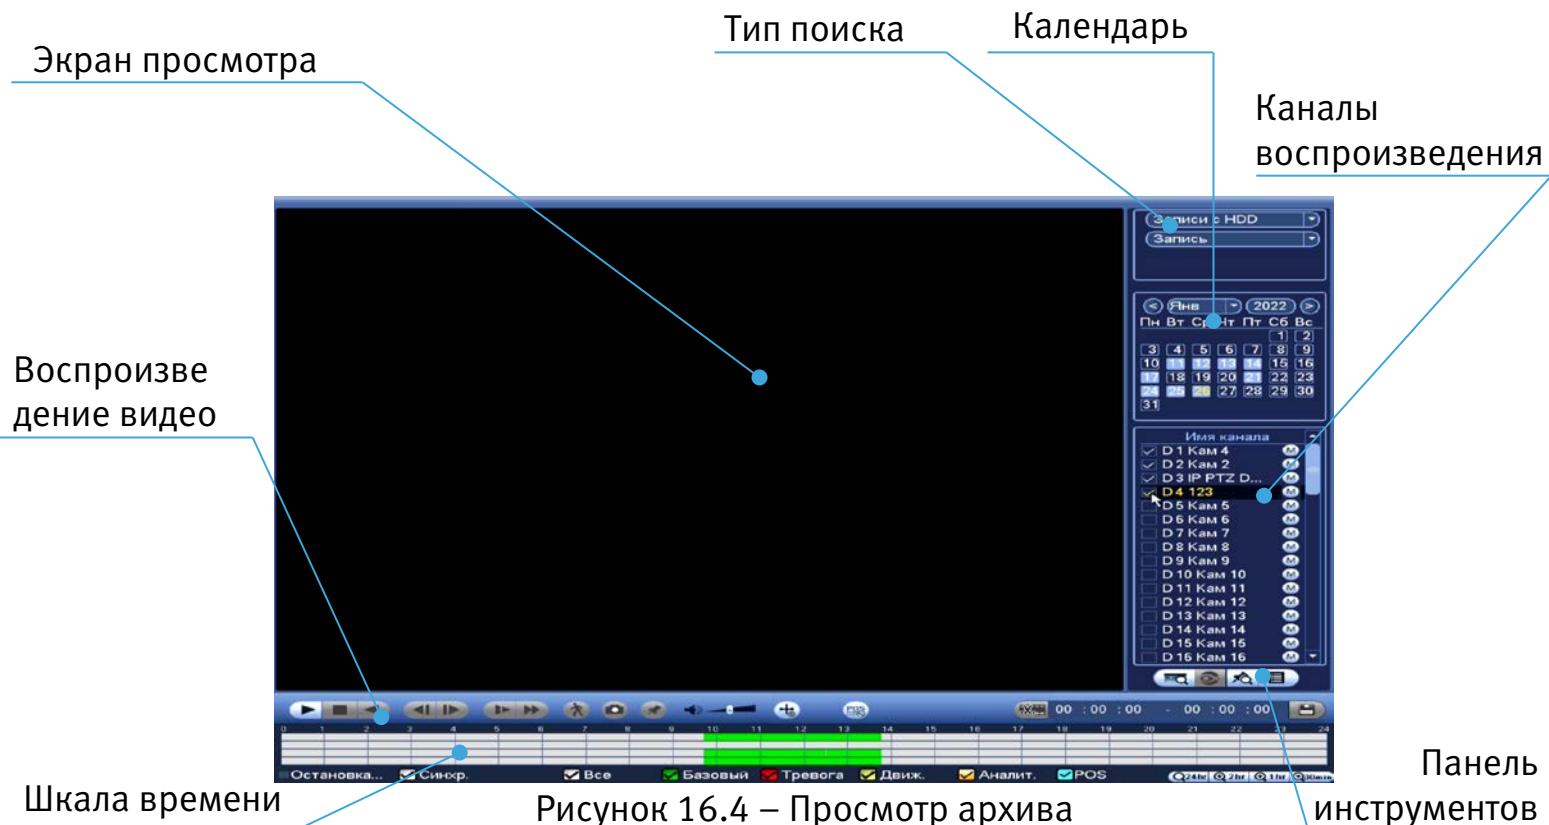 Экран просмотра
Тип поиска
Календарь
Каналы
воспроизведения
Воспроизве
дение видео
Записи с HDD
Запись
Янв 2022
Пн Вт Ср Чт Пт Сб Вс
1 2
3 4 5 6 7 8 9
10 11 12 13 14 15 16
17 18 19 20 21 22 23
24 25 26 27 28 29 30
31
Имя канала
D 1 Кам 4
D 2 Кам 2
D 3 IP PTZ D...
D 4 123
D 5 Кам 5
D 6 Кам 6
D 7 Кам 7
D 8 Кам 8
D 9 Кам 9
D 10 Кам 10
D 11 Кам 11
D 12 Кам 12
D 13 Кам 13
D 14 Кам 14
D 15 Кам 15
D 16 Кам 16
00 : 00 : 00 - 00 : 00 : 00
0 1 2 3 4 5 6 7 8 9 10 11 12 13 14 15 16 17 18 19 20 21 22 23 24
Остановка... Синхр. Все Базовый Тревога Движ. Аналит. POS 24hr 2hr 1hr 30min
Шкала времени
Панель
инструментов
Рисунок 16.4 – Просмотр архива